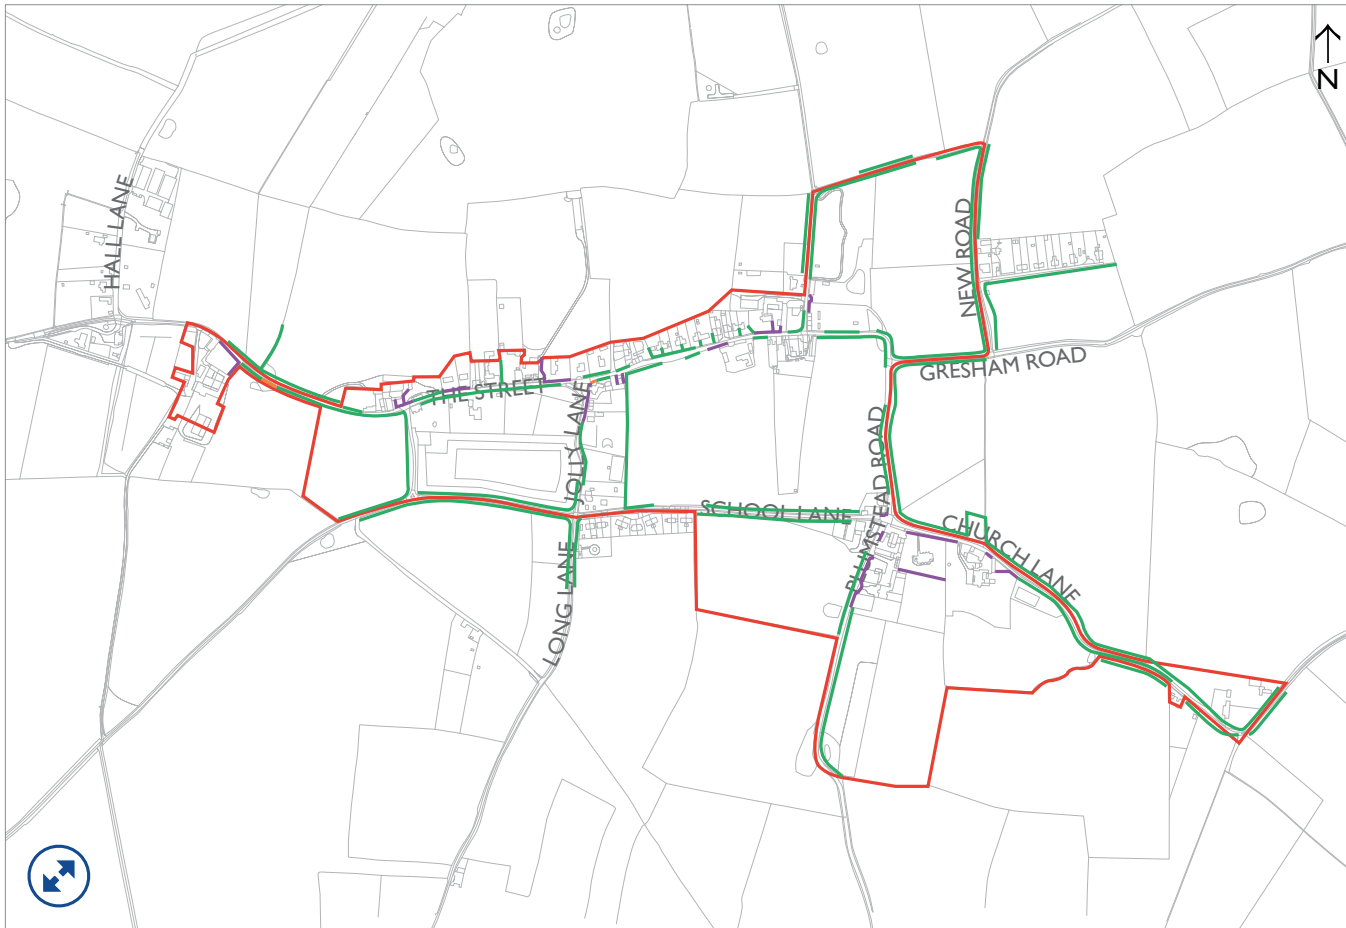 N
HALL LANE
NEW ROAD
GRESHAM ROAD
THE STREET
JOLLY LANE
PLUMSTEAD ROAD
SCHOOL LANE
CHURCH LANE
LONG LANE